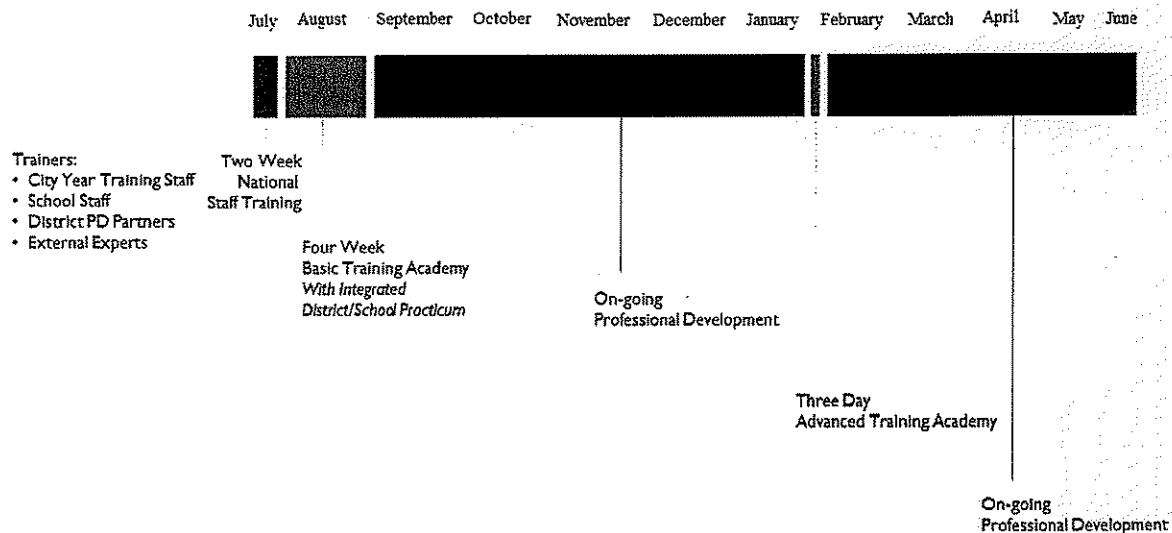 July August September October November December January February March April May June
Trainers:
• City Year Training Staff
• School Staff
• District PD Partners
• External Experts
Two Week
National
Staff Training
Four Week
Basic Training Academy
With Integrated
District/School Practicum
On-going
Professional Development
Three Day
Advanced Training Academy
On-going
Professional Development